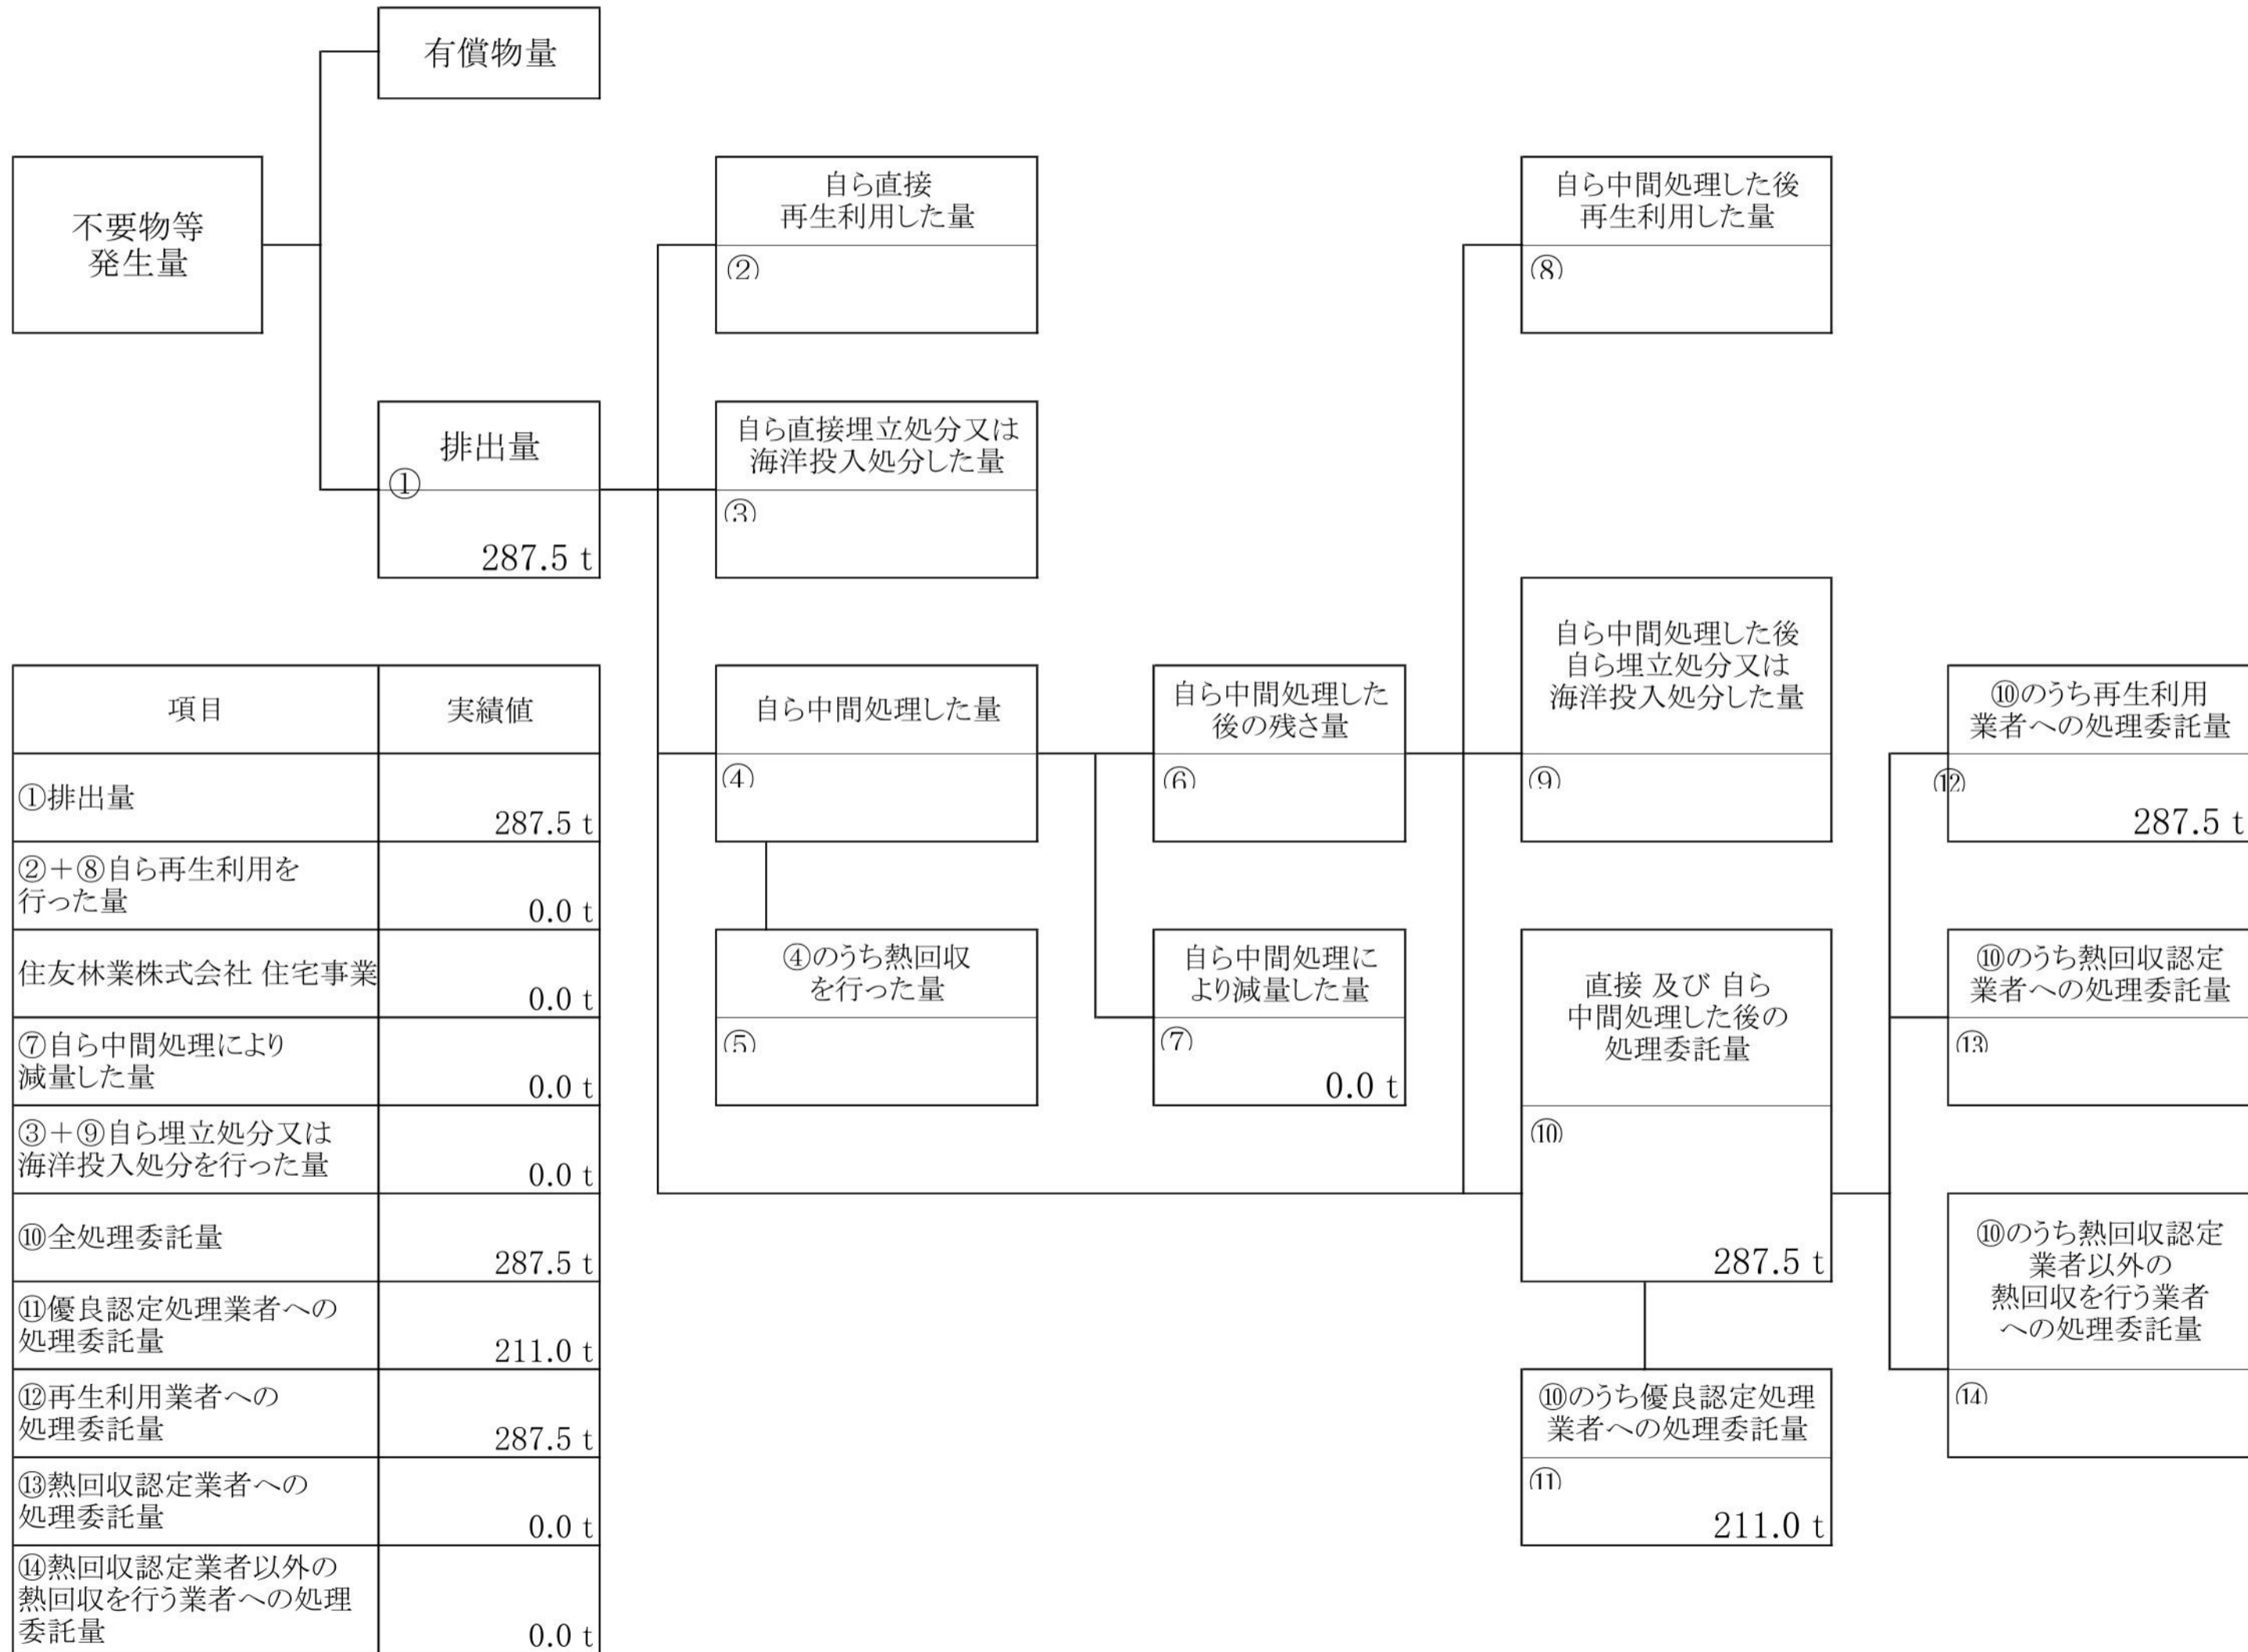 有償物量
不要物等
発生量
自ら直接
再生利用した量
②
自ら中間処理した後
再生利用した量
⑧
排出量
①
287.5 t
自ら直接埋立処分又は
海洋投入処分した量
③
項目
実績値
①排出量
287.5 t
②+⑧自ら再生利用を
行った量
0.0 t
住友林業株式会社 住宅事業
0.0 t
⑦自ら中間処理により
減量した量
0.0 t
③+⑨自ら埋立処分又は
海洋投入処分を行った量
0.0 t
⑩全処理委託量
287.5 t
⑪優良認定処理業者への
処理委託量
211.0 t
⑫再生利用業者への
処理委託量
287.5 t
⑬熱回収認定業者への
処理委託量
0.0 t
⑭熱回収認定業者以外の
熱回収を行う業者への処理
委託量
0.0 t
自ら中間処理した量
④
④のうち熱回収
を行った量
⑤
自ら中間処理した
後の残さ量
⑥
自ら中間処理に
より減量した量
⑦
0.0 t
自ら中間処理した後
自ら埋立処分又は
海洋投入処分した量
⑨
直接 及び 自ら
中間処理した後の
処理委託量
⑩
287.5 t
⑩のうち優良認定処理
業者への処理委託量
⑪
211.0 t
⑩のうち再生利用
業者への処理委託量
⑫
287.5 t
⑩のうち熱回収認定
業者への処理委託量
⑬
⑩のうち熱回収認定
業者以外の
熱回収を行う業者
への処理委託量
⑭